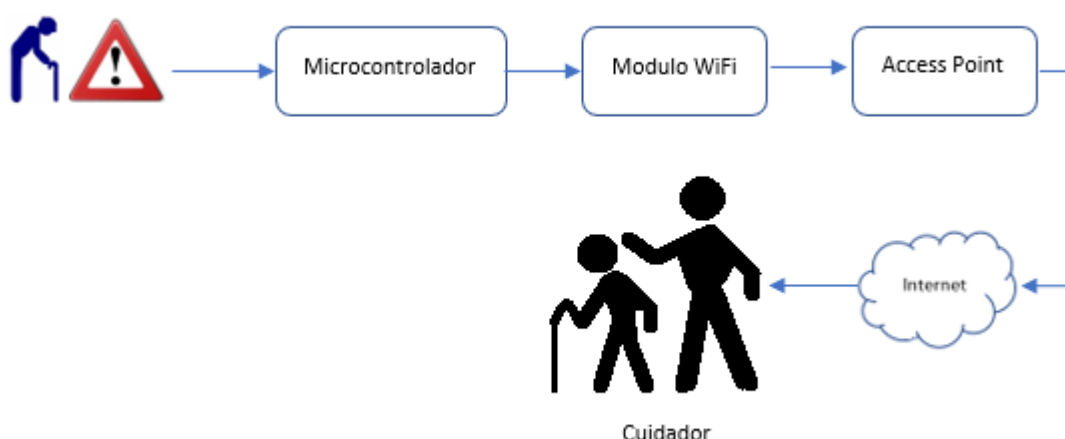 Microcontrolador
Modulo WiFi
Access Point
Internet
Cuidador